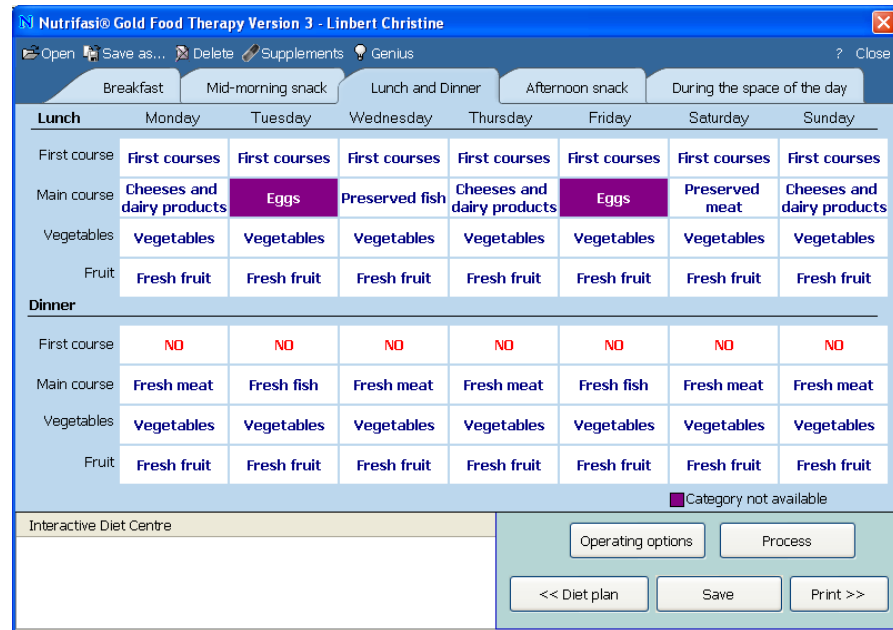 Nutrifasi® Gold Food Therapy Version 3 - Linbert Christine
Open Save as... Delete Supplements Genius ? Close
Breakfast Mid-morning snack Lunch and Dinner Afternoon snack During the space of the day
Lunch Monday Tuesday Wednesday Thursday Friday Saturday Sunday
First course First courses First courses First courses First courses First courses First courses First courses
Main course Cheeses and dairy products Eggs Preserved fish Cheeses and dairy products Eggs Preserved meat Cheeses and dairy products
Vegetables Vegetables Vegetables Vegetables Vegetables Vegetables Vegetables Vegetables
Fruit Fresh fruit Fresh fruit Fresh fruit Fresh fruit Fresh fruit Fresh fruit Fresh fruit
Dinner
First course NO NO NO NO NO NO NO
Main course Fresh meat Fresh fish Fresh meat Fresh meat Fresh fish Fresh meat Fresh meat
Vegetables Vegetables Vegetables Vegetables Vegetables Vegetables Vegetables Vegetables
Fruit Fresh fruit Fresh fruit Fresh fruit Fresh fruit Fresh fruit Fresh fruit Fresh fruit
Category not available
Interactive Diet Centre
Operating options Process
<< Diet plan Save Print >>